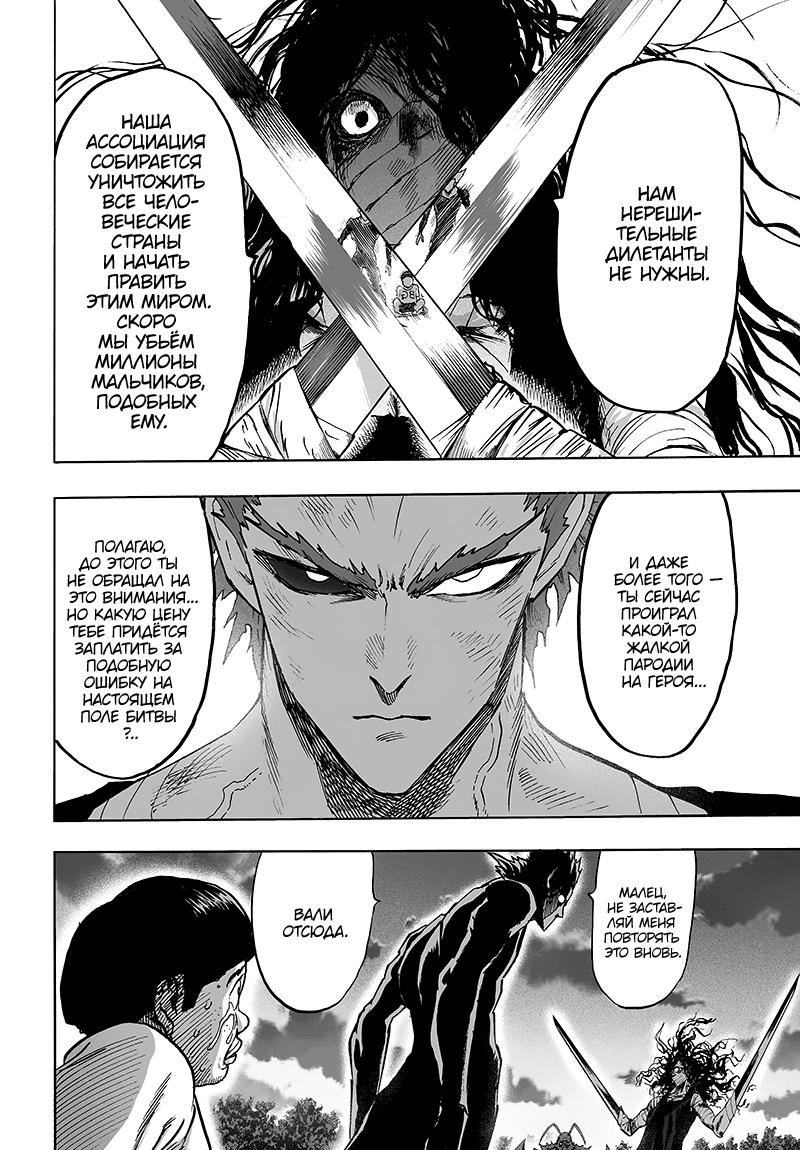 НАМ
НЕРЕШИ-
ТЕЛЬНЫЕ
ДИЛЕТАНТЫ
НЕ НУЖНЫ.
НАША
АССОЦИАЦИЯ
СОБИРАЕТСЯ
УНИЧТОЖИТЬ
ВСЕ ЧЕЛО-
ВЕЧЕСКИЕ
СТРАНЫ
И НАЧАТЬ
ПРАВИТЬ
ЭТИМ МИРОМ.
СКОРО
МЫ УБЬЁМ
МИЛЛИОНЫ
МАЛЬЧИКОВ,
ПОДОБНЫХ
ЕМУ.
И ДАЖЕ
БОЛЕЕ ТОГО —
ТЫ СЕЙЧАС
ПРОИГРАЛ
КАКОЙ-ТО
ЖАЛКОЙ
ПАРОДИИ
НА ГЕРОЯ...
ПОЛАГАЮ,
ДО ЭТОГО ТЫ
НЕ ОБРАЩАЛ НА
ЭТО ВНИМАНИЯ...
НО КАКУЮ ЦЕНУ
ТЕБЕ ПРИДЁТСЯ
ЗАПЛАТИТЬ ЗА
ПОДОБНУЮ
ОШИБКУ НА
НАСТОЯЩЕМ
ПОЛЕ БИТВЫ
?..
МАЛЕЦ,
НЕ ЗАСТАВ-
ЛЯЙ МЕНЯ
ПОВТОРЯТЬ
ЭТО ВНОВЬ.
ВАЛИ
ОТСЮДА.